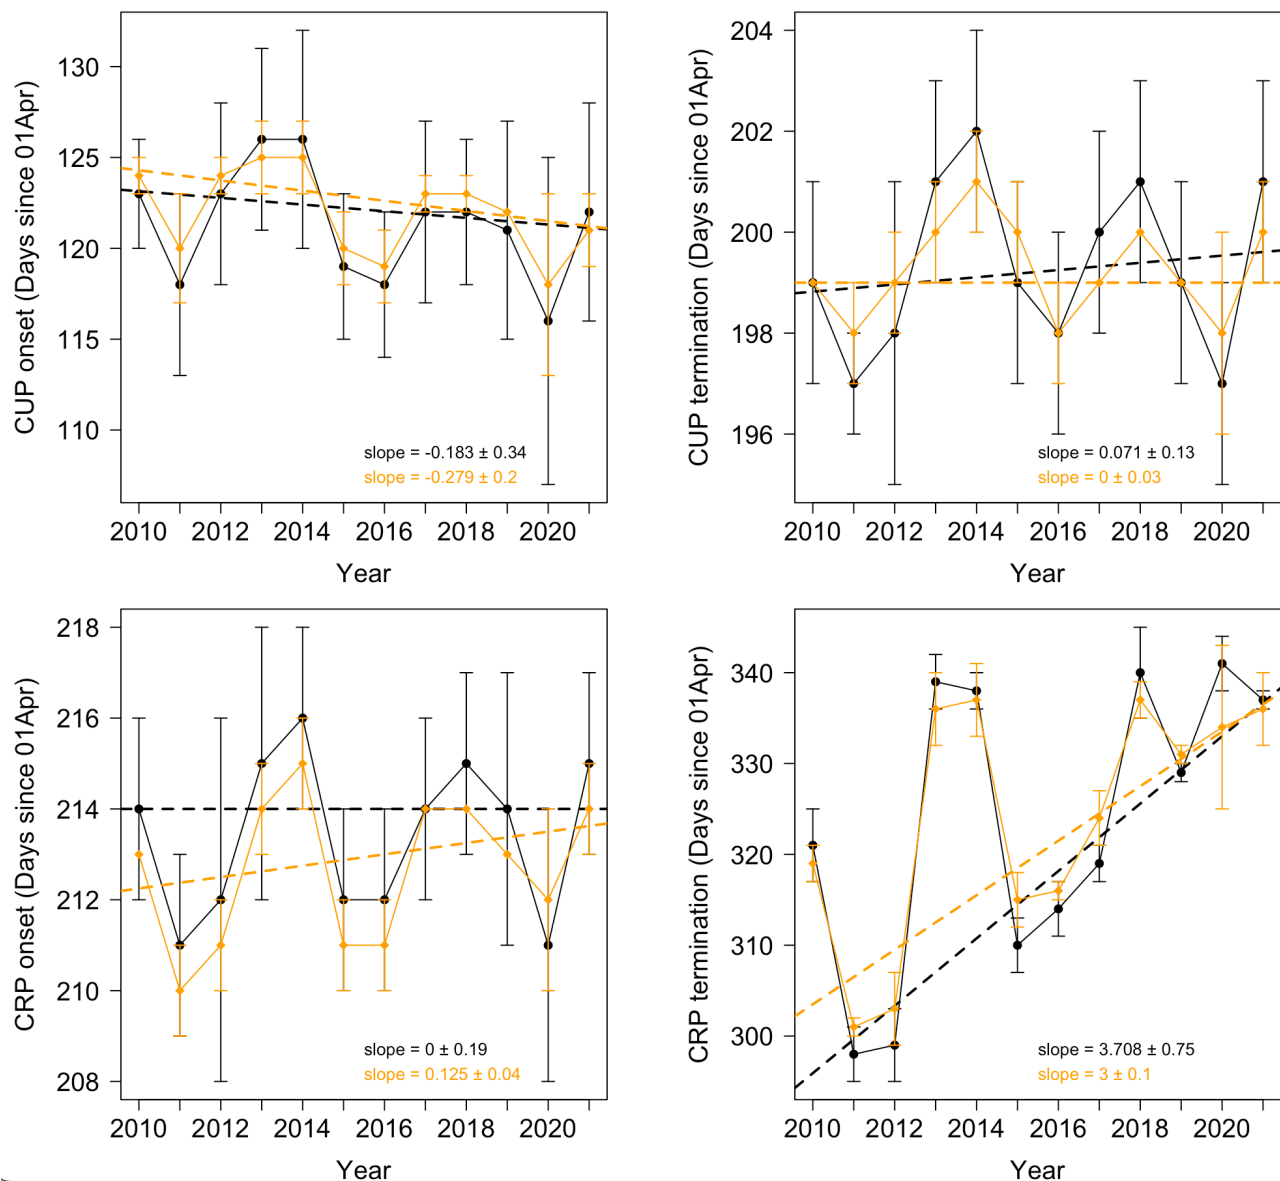 CUP onset (Days since 01Apr)
130
125
120
115
110
slope = -0.183 ± 0.34
slope = -0.279 ± 0.2
2010 2012 2014 2016 2018 2020
Year
CUP termination (Days since 01Apr)
204
202
200
198
196
slope = 0.071 ± 0.13
slope = 0 ± 0.03
2010 2012 2014 2016 2018 2020
Year
CRP onset (Days since 01Apr)
218
216
214
212
210
208
slope = 0 ± 0.19
slope = 0.125 ± 0.04
2010 2012 2014 2016 2018 2020
Year
CRP termination (Days since 01Apr)
340
330
320
310
300
slope = 3.708 ± 0.75
slope = 3 ± 0.1
2010 2012 2014 2016 2018 2020
Year